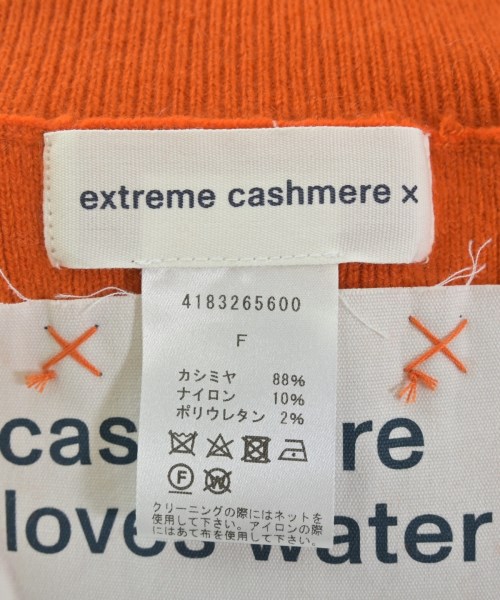 extreme cashmere x
4183265600
F
カシミヤ 88%
ナイロン 10%
ポリウレタン 2%
F W
クリーニングの際にはネットを
使用して下さい。アイロンの際
にはあて布を使用して下さい。
cas re
loves water